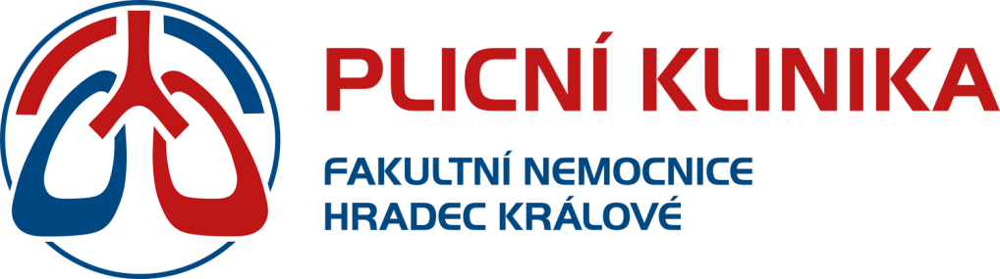 PLICNÍ KLINIKA
FAKULTNÍ NEMOCNICE
HRADEC KRÁLOVÉ